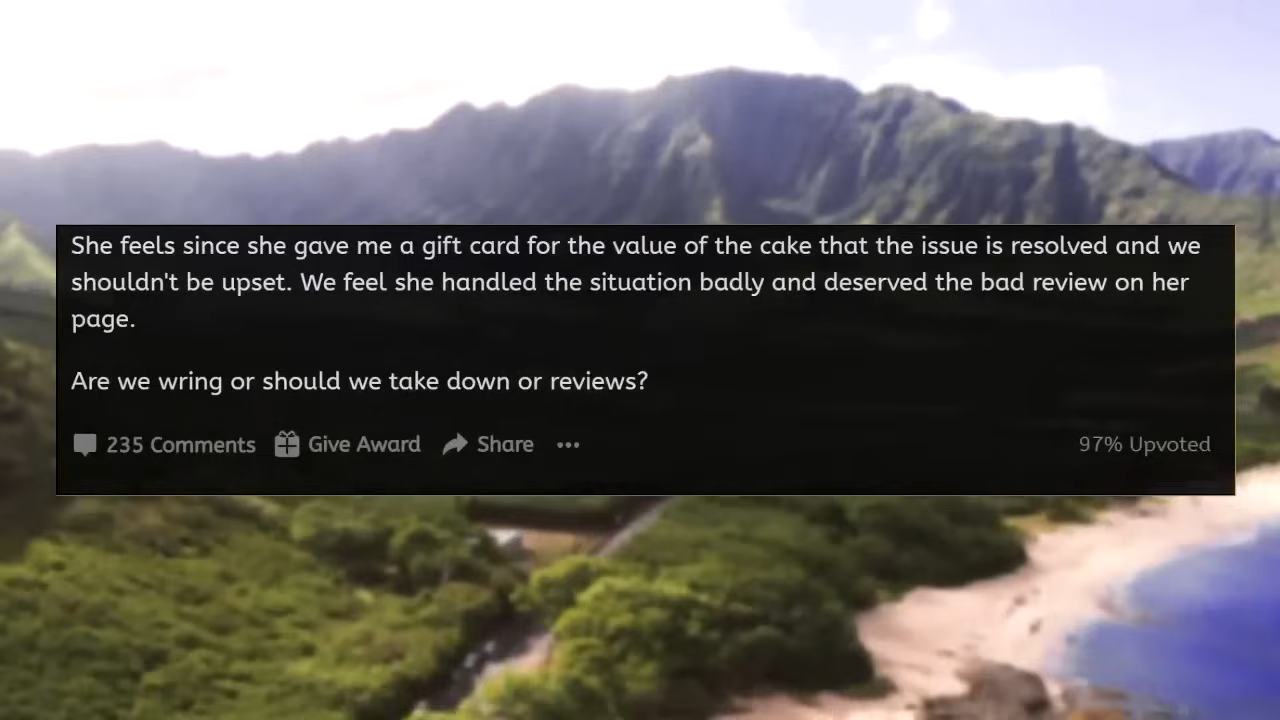 She feels since she gave me a gift card for the value of the cake that the issue is resolved and we
shouldn't be upset. We feel she handled the situation badly and deserved the bad review on her
page.
Are we wring or should we take down or reviews?
235 Comments Give Award Share ••• 97% Upvoted